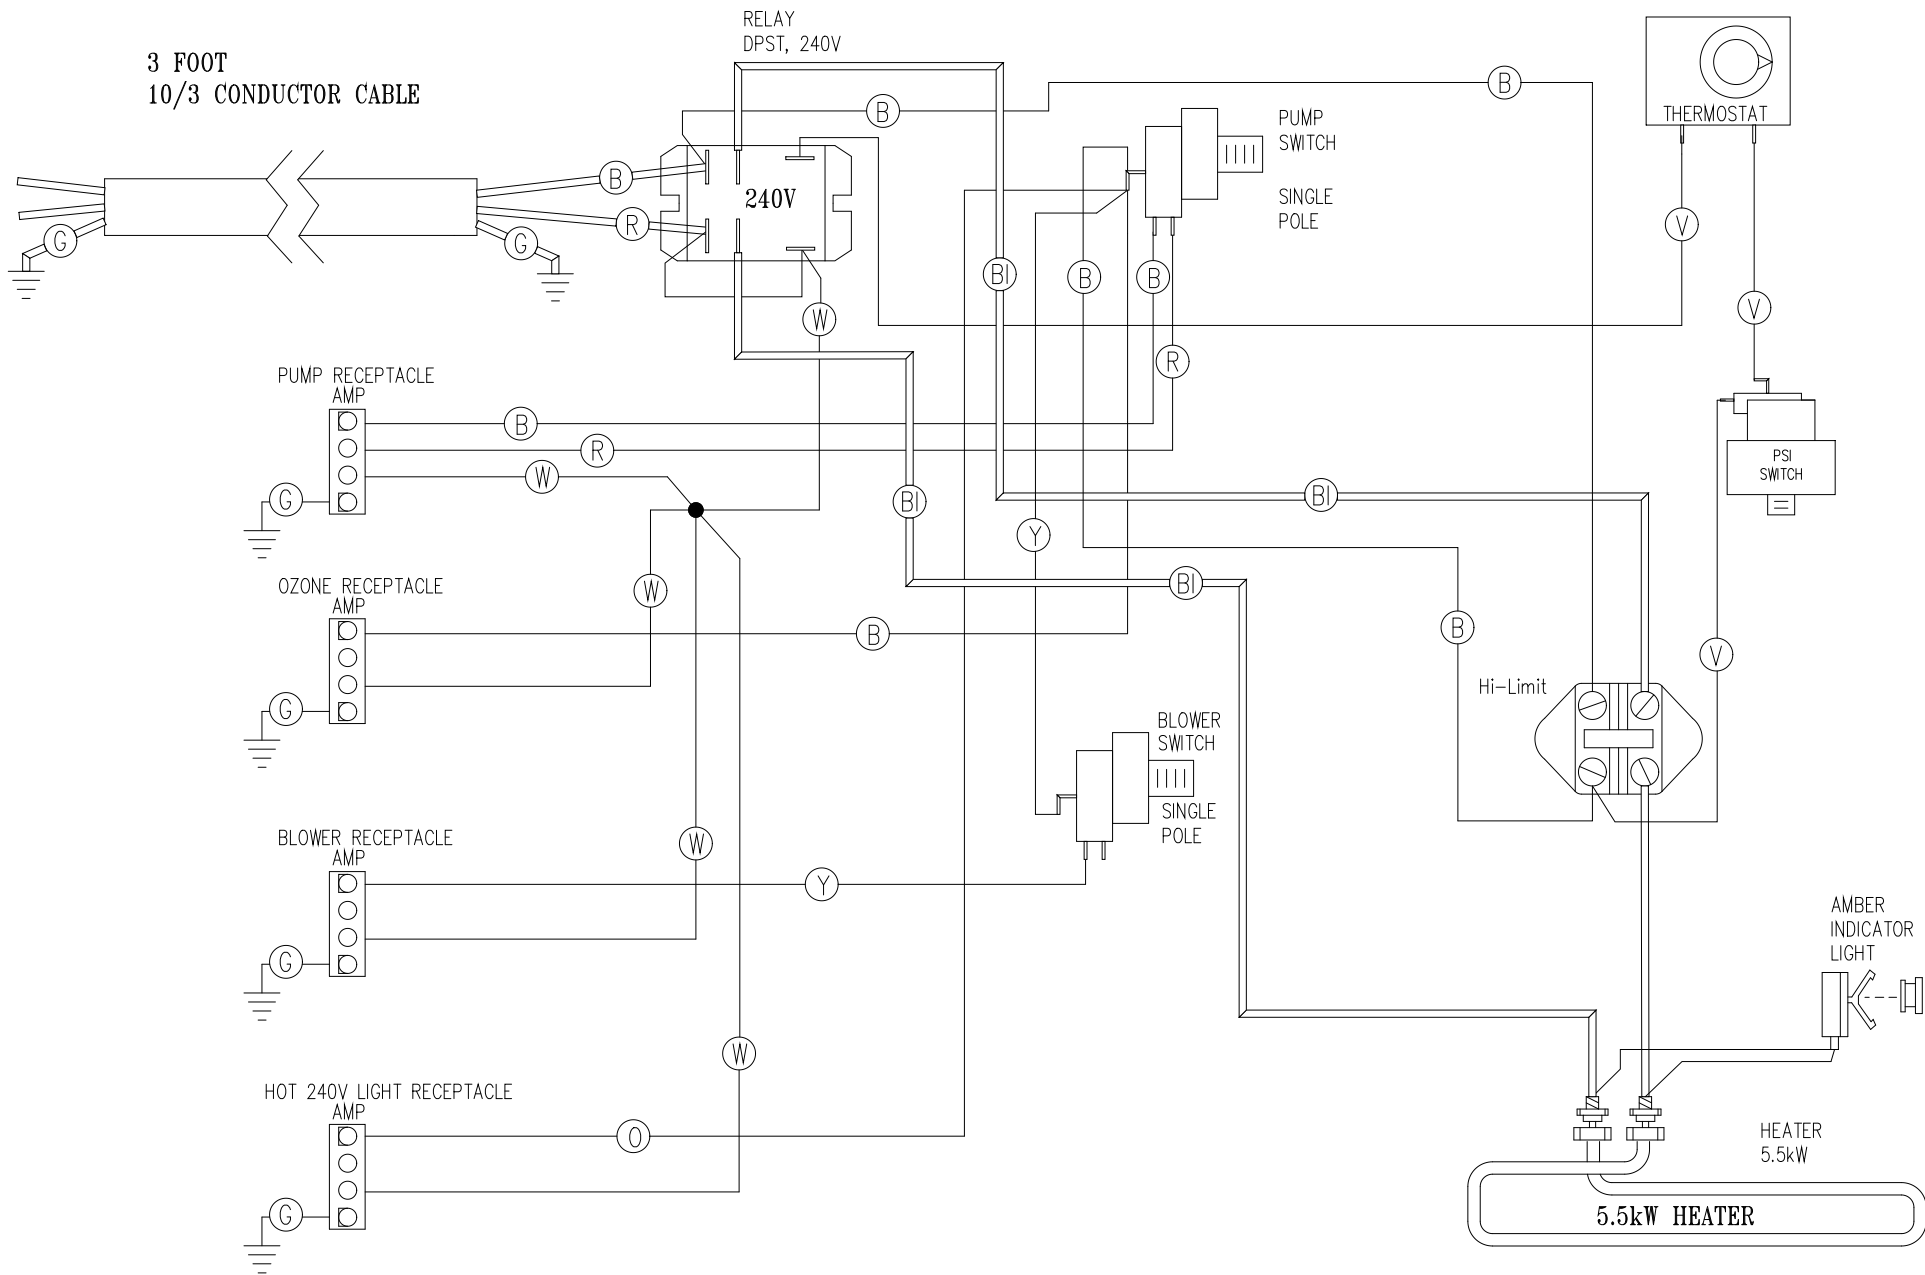 RELAY
DPST, 240V
3 FOOT
10/3 CONDUCTOR CABLE
B
B
THERMOSTAT
PUMP
SWITCH
SINGLE
POLE
B
240V
R
G
G
V
BI
B
B
W
V
R
PUMP RECEPTACLE
AMP
B
R
W
G
BI
BI
PSI
SWITCH
Y
OZONE RECEPTACLE
AMP
W
BI
B
B
V
G
Hi-Limit
BLOWER
SWITCH
SINGLE
POLE
BLOWER RECEPTACLE
AMP
W
Y
G
AMBER
INDICATOR
LIGHT
W
HOT 240V LIGHT RECEPTACLE
AMP
O
G
HEATER
5.5kW
5.5kW HEATER